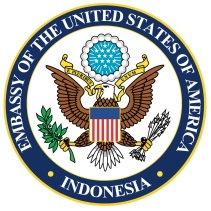 EMBASSY OF THE UNITED STATES OF AMERICA
· INDONESIA ·